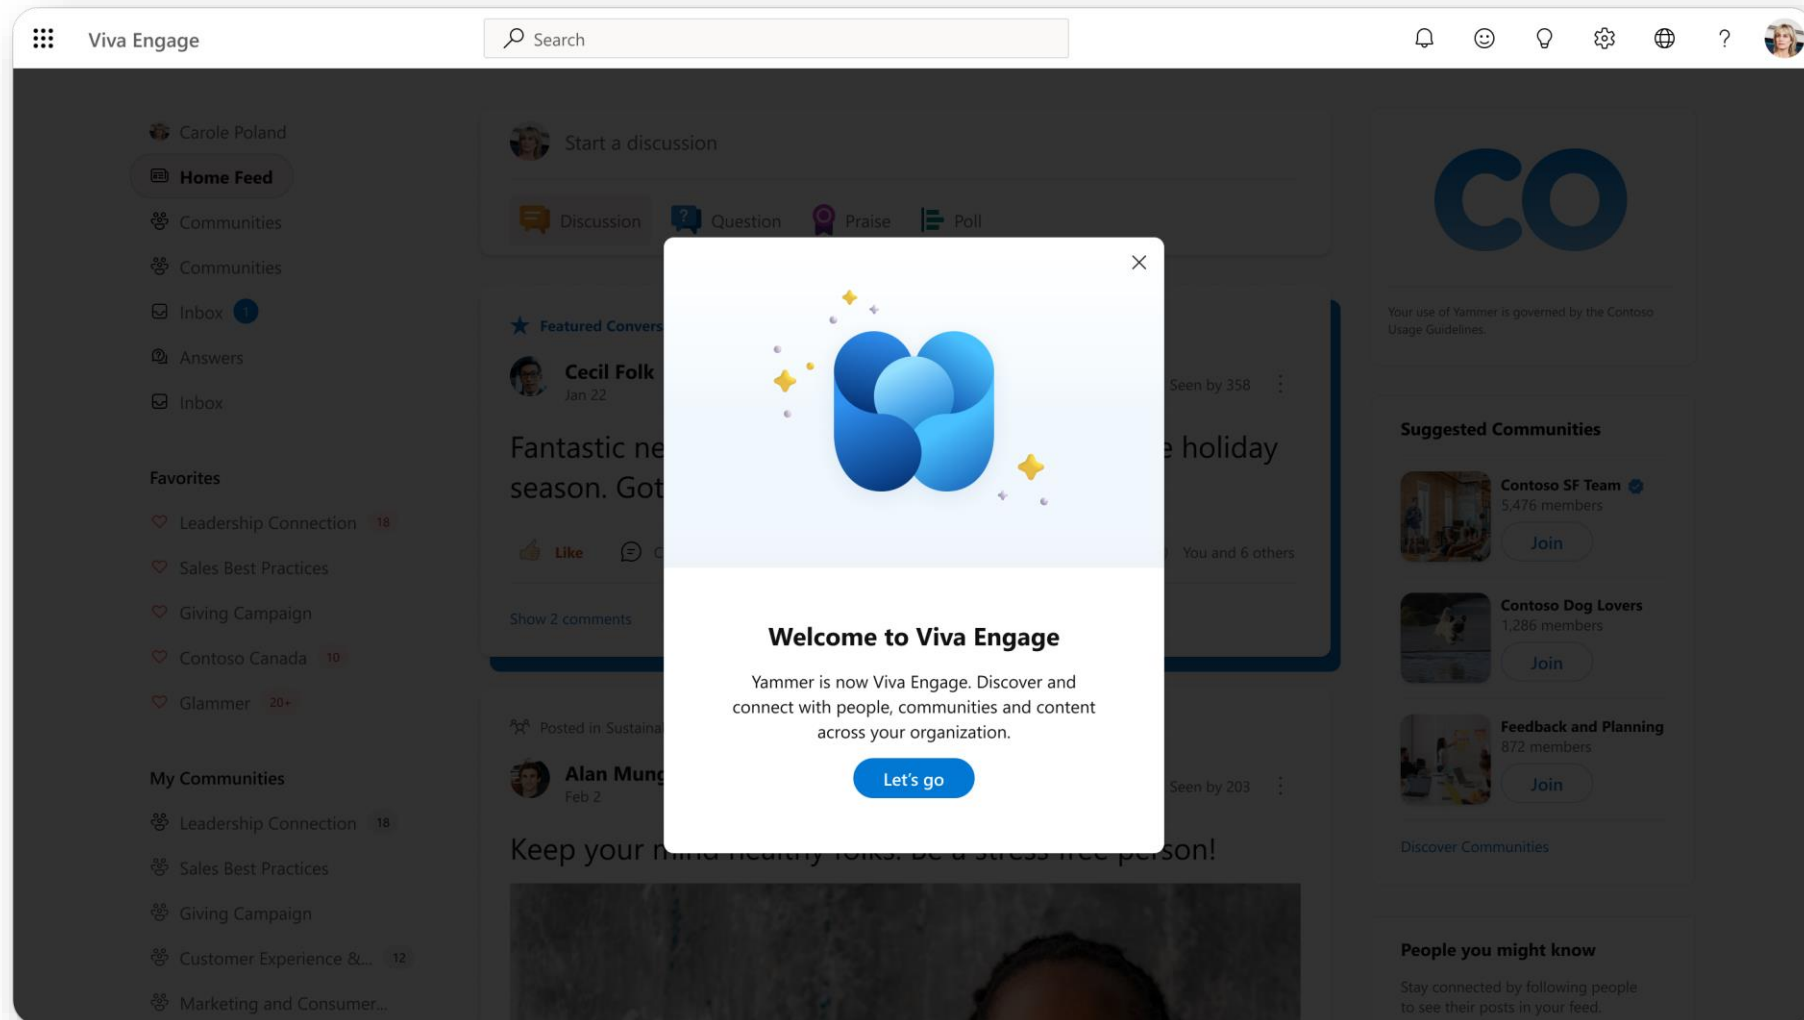 Viva Engage
Search
?
Carole Poland
Home Feed
Communities
Communities
Inbox 1
Answers
Inbox
Favorites
Leadership Connection 18
Sales Best Practices
Giving Campaign
Contoso Canada 10
Glammer 20+
My Communities
Leadership Connection 18
Sales Best Practices
Giving Campaign
Customer Experience &... 12
Marketing and Consumer...
Start a discussion
Discussion
Question
Praise
Poll
Featured Convers
Cecil Folk
Jan 22
Seen by 358
Fantastic ne
e holiday
season. Got
Like
C
You and 6 others
Show 2 comments
Posted in Sustaina
Alan Mung
Feb 2
Seen by 203
Keep your mind healthy folks. Be a stress free person!
Welcome to Viva Engage
Yammer is now Viva Engage. Discover and
connect with people, communities and content
across your organization.
Let's go
CO
Your use of Yammer is governed by the Contoso
Usage Guidelines.
Suggested Communities
Contoso SF Team
5,476 members
Join
Contoso Dog Lovers
1,286 members
Join
Feedback and Planning
872 members
Join
Discover Communities
People you might know
Stay connected by following people
to see their posts in your feed.